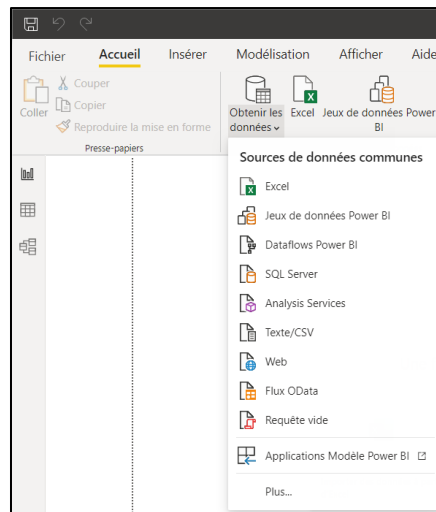 Fichier Accueil Insérer Modélisation Afficher Aide
Coller
Couper
Copier
Reproduire la mise en forme
Presse-papiers
Obtenir les
données
Excel
Jeux de données Power
BI
Sources de données communes
Excel
Jeux de données Power BI
Dataflows Power BI
SQL Server
Analysis Services
Texte/CSV
Web
Flux OData
Requête vide
Applications Modèle Power BI
Plus...